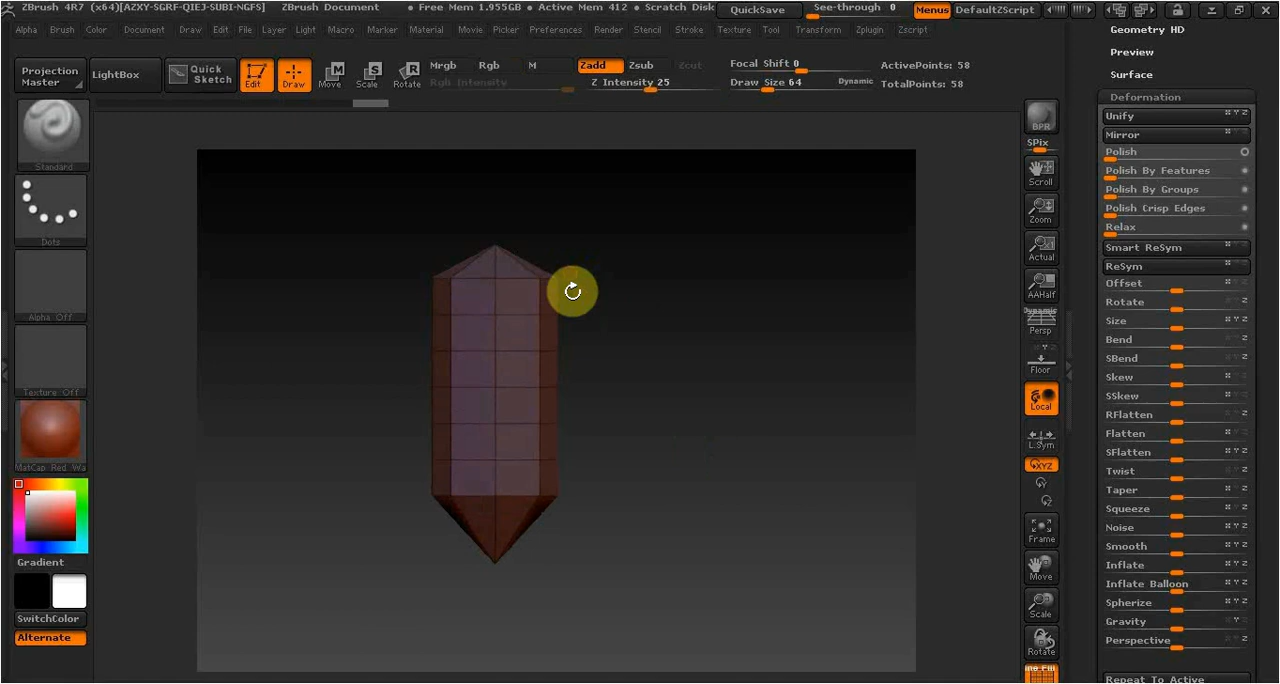 ZBrush 4R7 (x64)[AZXY-SGRF-QIEJ-SUBI-NGFS] ZBrush Document • Free Mem 1.955GB • Active Mem 412 • Scratch Disk QuickSave See-through 0 Menus DefaultZScript
Alpha Brush Color Document Draw Edit File Layer Light Macro Marker Material Movie Picker Preferences Render Stencil Stroke Texture Tool Transform Zplugin Zscript
Projection Master
LightBox
Quick Sketch
Edit
Draw
Move
Scale
Rotate
Mrgb Rgb M
Rgb Intensity
Zadd Zsub Zcut
Z Intensity 25
Focal Shift 0
Draw Size 64
Dynamic
ActivePoints: 58
TotalPoints: 58
Standard
Dots
Alpha Off
Texture Off
MatCap Red Wa
Gradient
SwitchColor
Alternate
BPR
SPix
Scroll
Zoom
Actual
AAHalf
Dynamic
Persp
Floor
Local
L.Sym
XYZ
Y
Z
Frame
Move
Scale
Rotate
Geometry HD
Preview
Surface
Deformation
Unify
Mirror
Polish
Polish By Features
Polish By Groups
Polish Crisp Edges
Relax
Smart ReSym
ReSym
Offset
Rotate
Size
Bend
SBend
Skew
SSkew
RFlatten
Flatten
SFlatten
Twist
Taper
Squeeze
Noise
Smooth
Inflate
Inflate Balloon
Spherize
Gravity
Perspective
Repeat To Active